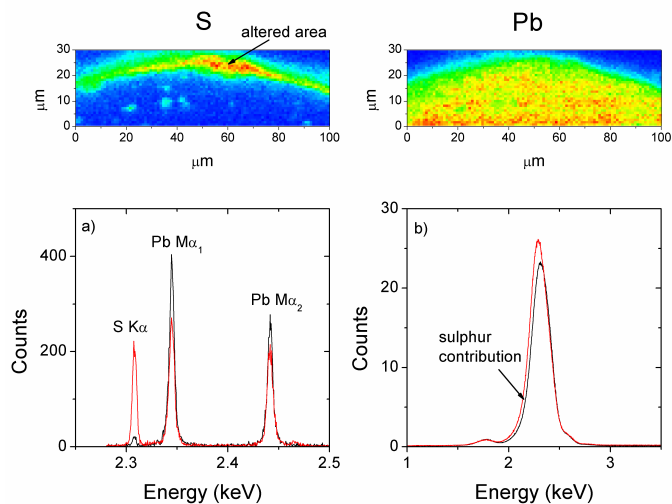 S
Pb
altered area
30
20
10
0
μm
0 20 40 60 80 100
μm
30
20
10
0
μm
0 20 40 60 80 100
μm
a)
Pb Mα₁
Pb Mα₂
S Kα
400
200
0
Counts
2.3 2.4 2.5
Energy (keV)
b)
sulphur
contribution
30
20
10
0
Counts
1 2 3
Energy (keV)